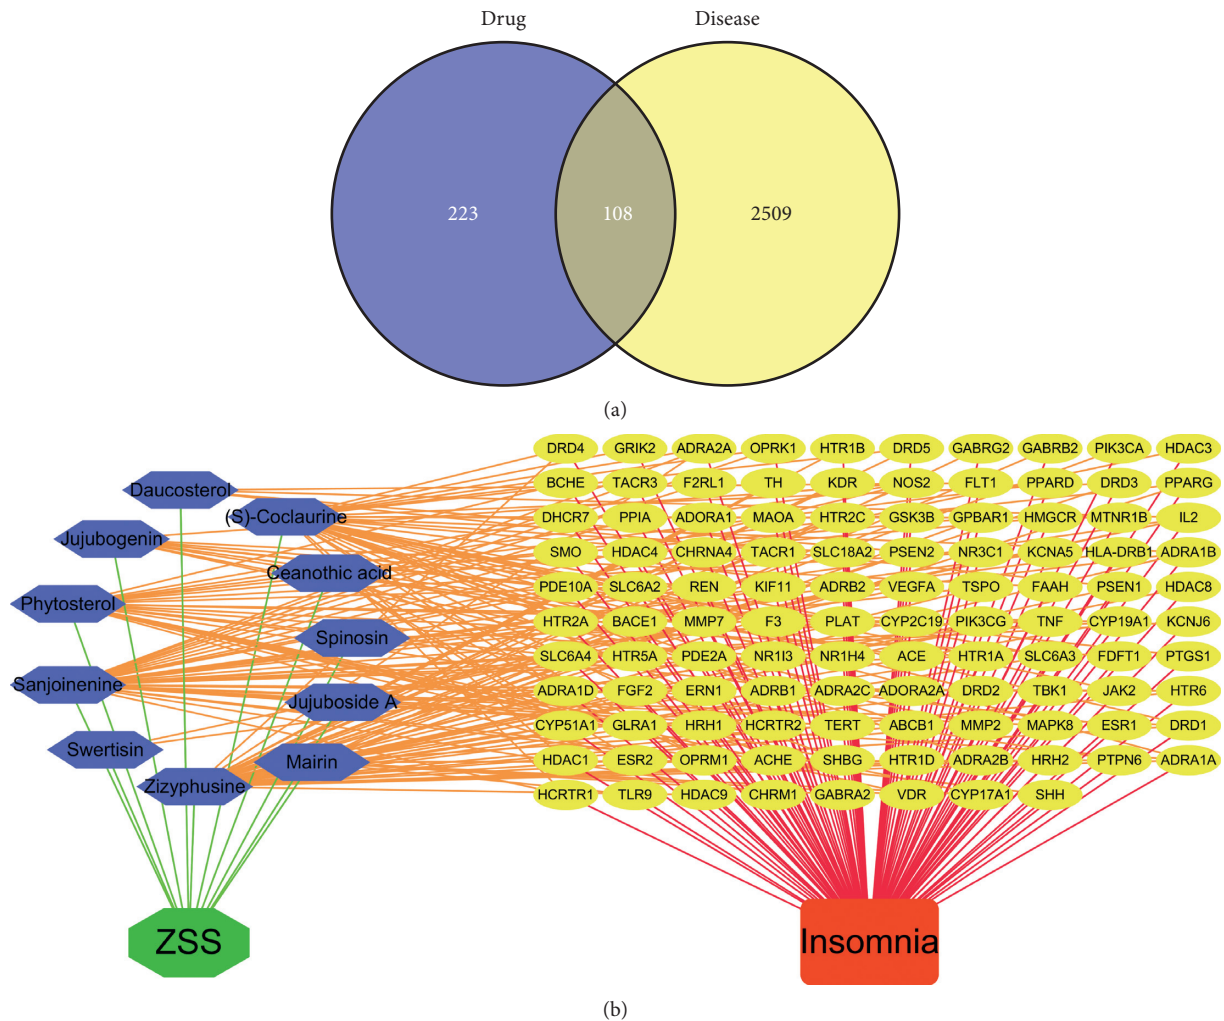 Drug Disease
223 108 2509
(a)
DRD4 GRIK2 ADRA2A OPRK1 HTR1B DRD5 GABRG2 GABRB2 PIK3CA HDAC3
BCHE TACR3 F2RL1 TH KDR NOS2 FLT1 PPARD DRD3 PPARG
DHCR7 PPIA ADORA1 MAOA HTR2C GSK3B GPBAR1 HMGCR MTNR1B IL2
SMO HDAC4 CHRNA4 TACR1 SLC18A2 PSEN2 NR3C1 KCNA5 HLA-DRB1 ADRA1B
PDE10A SLC6A2 REN KIF11 ADRB2 VEGFA TSPO FAAH PSEN1 HDAC8
HTR2A BACE1 MMP7 F3 PLAT CYP2C19 PIK3CG TNF CYP19A1 KCNJ6
SLC6A4 HTR5A PDE2A NR1I3 NR1H4 ACE HTR1A SLC6A3 FDFT1 PTGS1
ADRA1D FGF2 ERN1 ADRB1 ADRA2C ADORA2A DRD2 TBK1 JAK2 HTR6
CYP51A1 GLRA1 HRH1 HCRTR2 TERT ABCB1 MMP2 MAPK8 ESR1 DRD1
HDAC1 ESR2 OPRM1 ACHE SHBG HTR1D ADRA2B HRH2 PTPN6 ADRA1A
HCRTR1 TLR9 HDAC9 CHRM1 GABRA2 VDR CYP17A1 SHH
Daucosterol
(S)-Coclaurine
Jujubogenin
Ceanothic acid
Phytosterol
Spinosin
Sanjoinenine
Jujuboside A
Swertisin
Mairin
Zizyphusine
ZSS
Insomnia
(b)